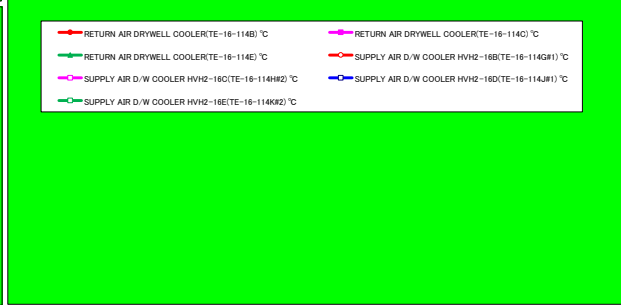 RETURN AIR DRYWELL COOLER(TE-16-114B) ℃
RETURN AIR DRYWELL COOLER(TE-16-114C) ℃
RETURN AIR DRYWELL COOLER(TE-16-114E) ℃
SUPPLY AIR D/W COOLER HVH2-16B(TE-16-114G#1) ℃
SUPPLY AIR D/W COOLER HVH2-16C(TE-16-114H#2) ℃
SUPPLY AIR D/W COOLER HVH2-16D(TE-16-114J#1) ℃
SUPPLY AIR D/W COOLER HVH2-16E(TE-16-114K#2) ℃